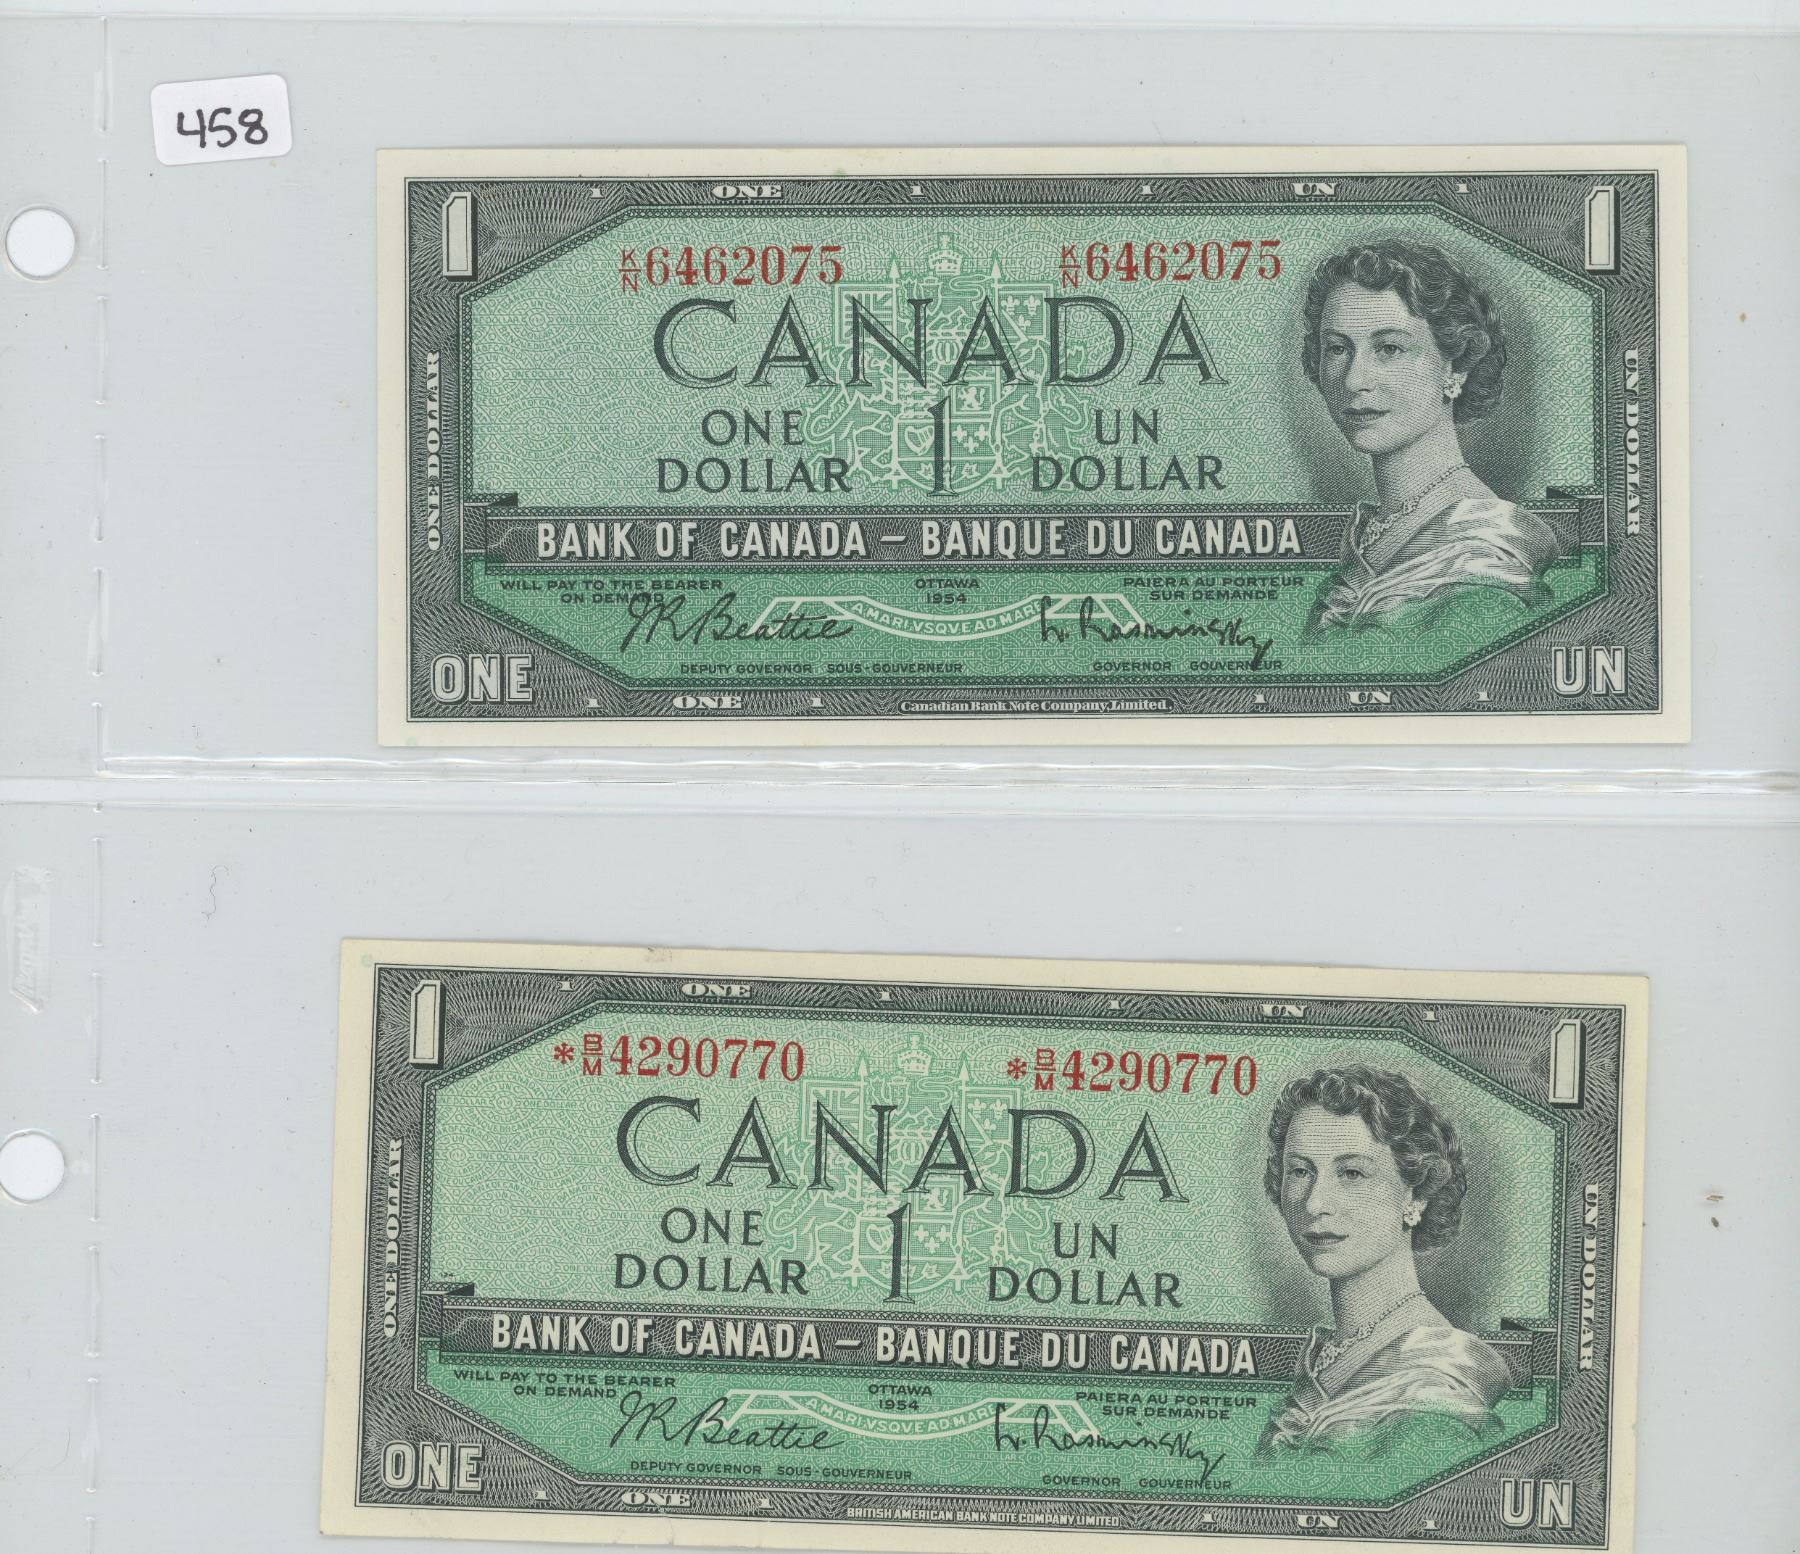 458
1 ONE 1 1 UN 1
1 1
K/N 6462075 K/N 6462075
CANADA
ONE DOLLAR
UN DOLLAR
ONE 1 UN
DOLLAR DOLLAR
BANK OF CANADA – BANQUE DU CANADA
WILL PAY TO THE BEARER OTTAWA PAIERA AU PORTEUR
ON DEMAND 1954 SUR DEMANDE
A MARI VSQVE AD MARE
J.R. Beattie L. Rasminsky
DEPUTY GOVERNOR SOUS-GOUVERNEUR GOVERNOR GOUVERNEUR
ONE UN
1 ONE 1 Canadian Bank Note Company, Limited. 1 UN 1
1 ONE 1 1 UN 1
1 1
*B/M 4290770 *B/M 4290770
CANADA
ONE DOLLAR
UN DOLLAR
ONE 1 UN
DOLLAR DOLLAR
BANK OF CANADA – BANQUE DU CANADA
WILL PAY TO THE BEARER OTTAWA PAIERA AU PORTEUR
ON DEMAND 1954 SUR DEMANDE
A MARI VSQVE AD MARE
J.R. Beattie L. Rasminsky
DEPUTY GOVERNOR SOUS-GOUVERNEUR GOVERNOR GOUVERNEUR
ONE UN
1 ONE 1 BRITISH AMERICAN BANK NOTE COMPANY, LIMITED 1 UN 1